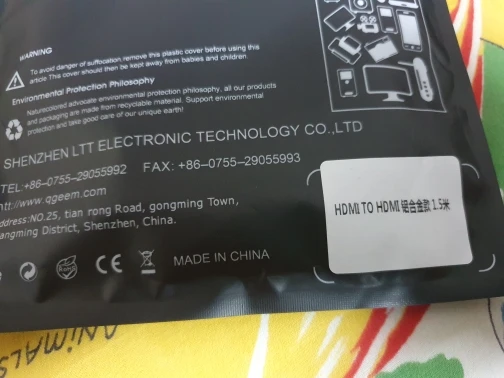 WARNING
To avoid danger of suffocation,remove this plastic cover before using this
article This cover should then be kept away from babies and children.
Environmental Protection Philosophy
Naturecolored advocate environmental protection philosophy, all our products
and packaging are made from recyclable material. Support environmental
protection and take good care of our unique earth!
SHENZHEN LTT ELECTRONIC TECHNOLOGY CO.,LTD
TEL:+86-0755-29055992 FAX: +86-0755-29055993
htt://www.qgeem.com
ddress:NO.25, tian rong Road, gongming Town,
angming District, Shenzhen, China.
CE MADE IN CHINA
HDMI TO HDMI 铝合金款 1.5米
ANIMALS